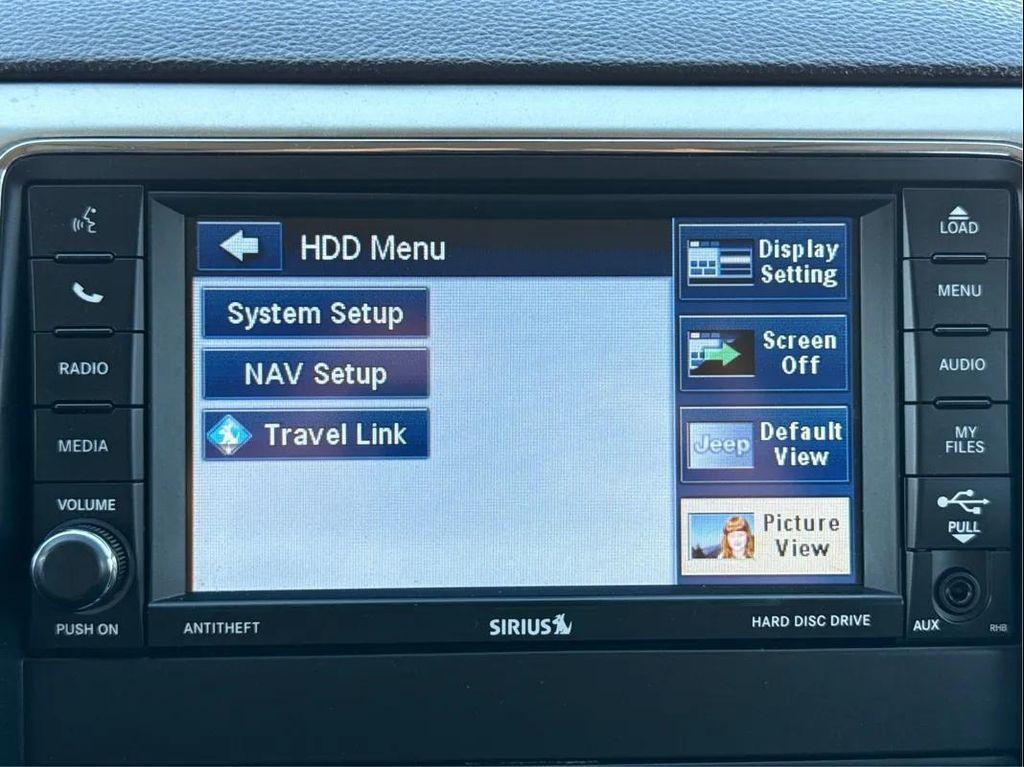 HDD Menu
System Setup
NAV Setup
Travel Link
Display
Setting
Screen
Off
Jeep
Default
View
Picture
View
RADIO
MEDIA
VOLUME
PUSH ON
LOAD
MENU
AUDIO
MY
FILES
PULL
AUX
RHB
ANTITHEFT
SIRIUS
HARD DISC DRIVE